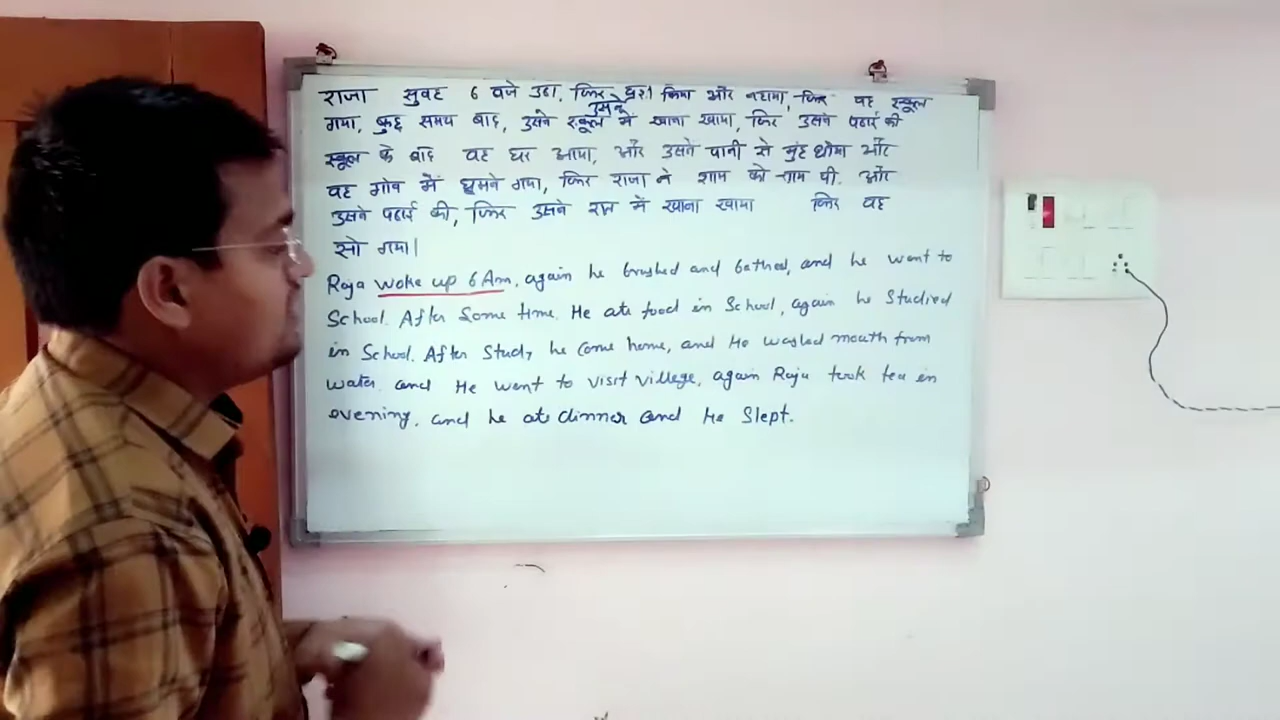 राजा सुबह 6 बजे उठा, फिर ब्रश किया और नहाया, फिर वह स्कूल
उसके
गया, कुछ समय बाद, उसने स्कूल में खाना खाया, फिर उसने पढाई की
स्कूल के बाद वह घर आया, और उसने पानी से मुंह धोया और
वह गांव में घुमने गया, फिर राजा ने शाम को चाय पी. और
उसने पढाई की, फिर उसने रात में खाना खाया फिर वह
सो गया।
Raja woke up 6 Am, again he brushed and bathed, and he went to
School. After Some time. He ate food in School, again he Studied
in School. After Study he come home, and He washed mouth from
water. and He went to visit village, again Raju took tea in
evening, and he at dinner and He Slept.